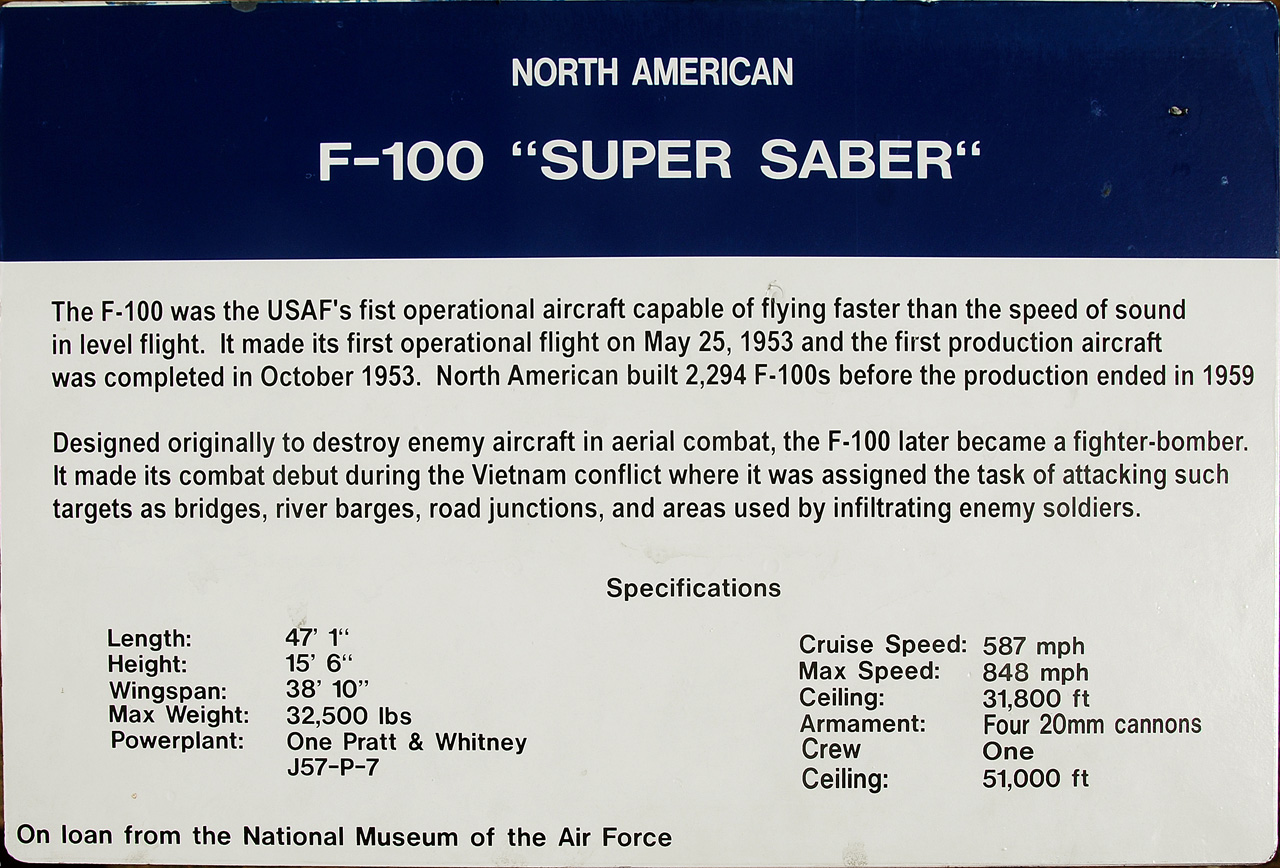 NORTH AMERICAN
F-100 “SUPER SABER“
The F-100 was the USAF's fist operational aircraft capable of flying faster than the speed of sound
in level flight.  It made its first operational flight on May 25, 1953 and the first production aircraft
was completed in October 1953.  North American built 2,294 F-100s before the production ended in 1959
Designed originally to destroy enemy aircraft in aerial combat, the F-100 later became a fighter-bomber.
It made its combat debut during the Vietnam conflict where it was assigned the task of attacking such
targets as bridges, river barges, road junctions, and areas used by infiltrating enemy soldiers.
Specifications
Length: 47’ 1“
Height: 15’ 6“
Wingspan: 38’ 10”
Max Weight: 32,500 lbs
Powerplant: One Pratt & Whitney
J57-P-7
Cruise Speed: 587 mph
Max Speed: 848 mph
Ceiling: 31,800 ft
Armament: Four 20mm cannons
Crew One
Ceiling: 51,000 ft
On loan from the National Museum of the Air Force